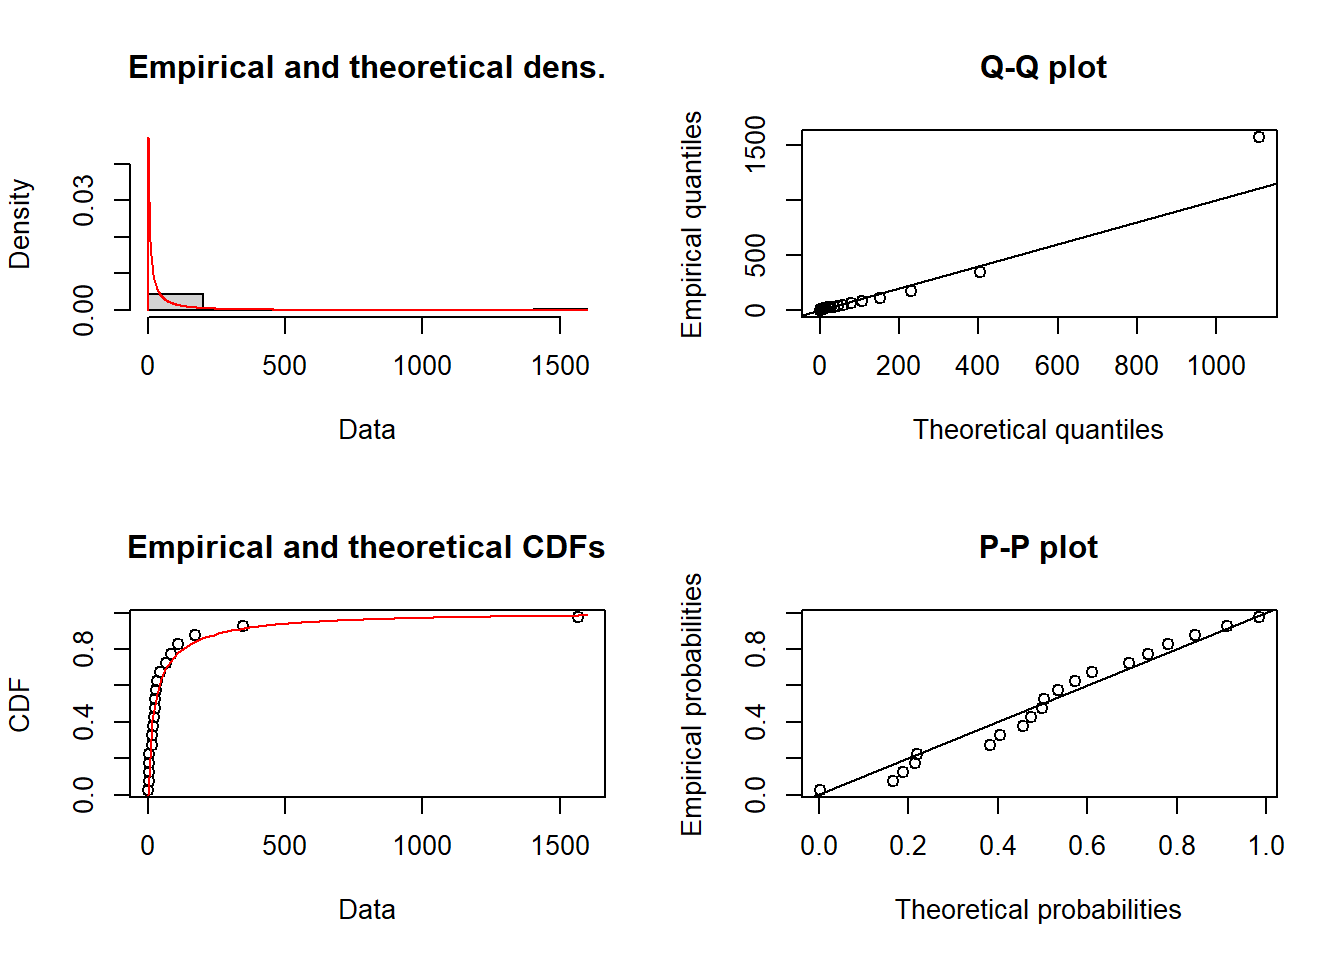 Empirical and theoretical dens.
Density
0.00
0.03
0
500
1000
1500
Data
Q-Q plot
Empirical quantiles
0
500
1500
0
200
400
600
800
1000
Theoretical quantiles
Empirical and theoretical CDFs
CDF
0.0
0.4
0.8
0
500
1000
1500
Data
P-P plot
Empirical probabilities
0.0
0.4
0.8
0.0
0.2
0.4
0.6
0.8
1.0
Theoretical probabilities